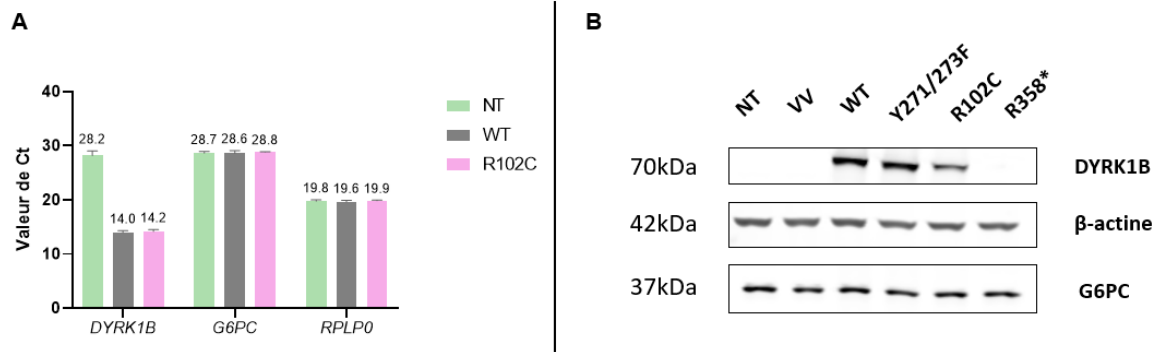 A
Valeur de Ct
40
30
20
10
0
28.2
14.0
14.2
28.7
28.6
28.8
19.8
19.6
19.9
DYRK1B
G6PC
RPLP0
NT
WT
R102C
B
NT
VV
WT
Y271/273F
R102C
R358*
70kDa
DYRK1B
42kDa
β-actine
37kDa
G6PC